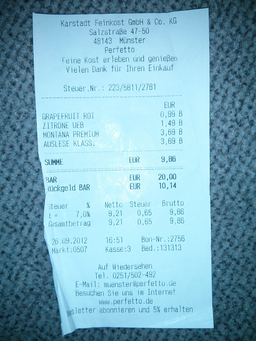 Karstadt Feinkost GmbH & Co. KG
Salzstraße 47-50
48143 Münster
Perfetto
Feine Kost erleben und genießen
Vielen Dank für Ihren Einkauf
Steuer.Nr.: 223/5811/2781
EUR
GRAPEFRUIT ROT 0,99 B
ZITRONE UEB 1,49 B
MONTANA PREMIUM 3,69 B
AUSLESE KLASS. 3,69 B
SUMME EUR 9,86
BAR EUR 20,00
Rückgeld BAR EUR 10,14
Steuer % Netto Steuer Brutto
7,0% 9,21 0,65 9,86
Gesamtbetrag 9,21 0,65 9,86
26.09.2012 16:51 Bon-Nr.:2756
Markt:0507 Kasse:3 Bed.:131313
Auf Wiedersehen
Tel. 0251/502-492
E-Mail: muenster@perfetto.de
Besuchen Sie uns im Internet
www.perfetto.de
sletter abonnieren und 5% erhalten